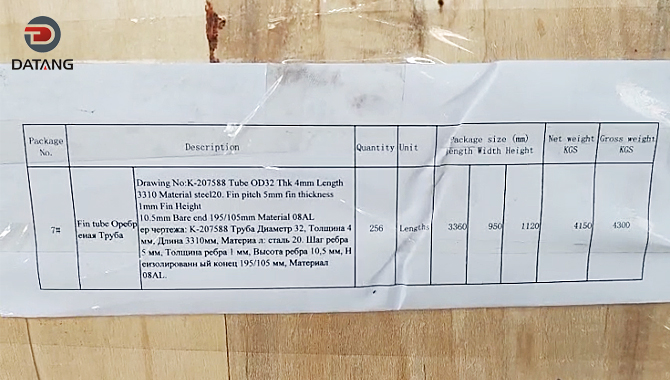 DATANG
Package No.
Description
Quantity
Unit
Package size (mm)
length Width Height
Net weight KGS
Gross weight KGS
7#
Fin tube Оребр
еная Труба
Drawing No:K-207588 Tube OD32 Thk 4mm Length
3310 Material steel20. Fin pitch 5mm fin thickness
1mm Fin Height
10.5mm Bare end 195/105mm Material 08AL
ер чертежа: K-207588 Труба Диаметр 32, Толщина 4
мм, Длина 3310мм, Материа л: сталь 20. Шаг ребра
5 мм, Толщина ребра 1 мм, Высота ребра 10,5 мм, Н
еизолированн ый конец 195/105 мм, Материал
08AL.
256
Lengths
3360
950
1120
4150
4300